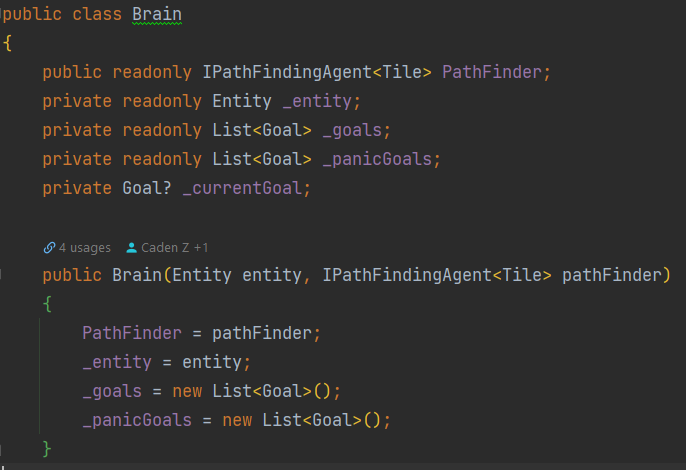 public class Brain
{
public readonly IPathFindingAgent<Tile> PathFinder;
private readonly Entity _entity;
private readonly List<Goal> _goals;
private readonly List<Goal> _panicGoals;
private Goal? _currentGoal;
4 usages Caden Z +1
public Brain(Entity entity, IPathFindingAgent<Tile> pathFinder)
{
PathFinder = pathFinder;
_entity = entity;
_goals = new List<Goal>();
_panicGoals = new List<Goal>();
}